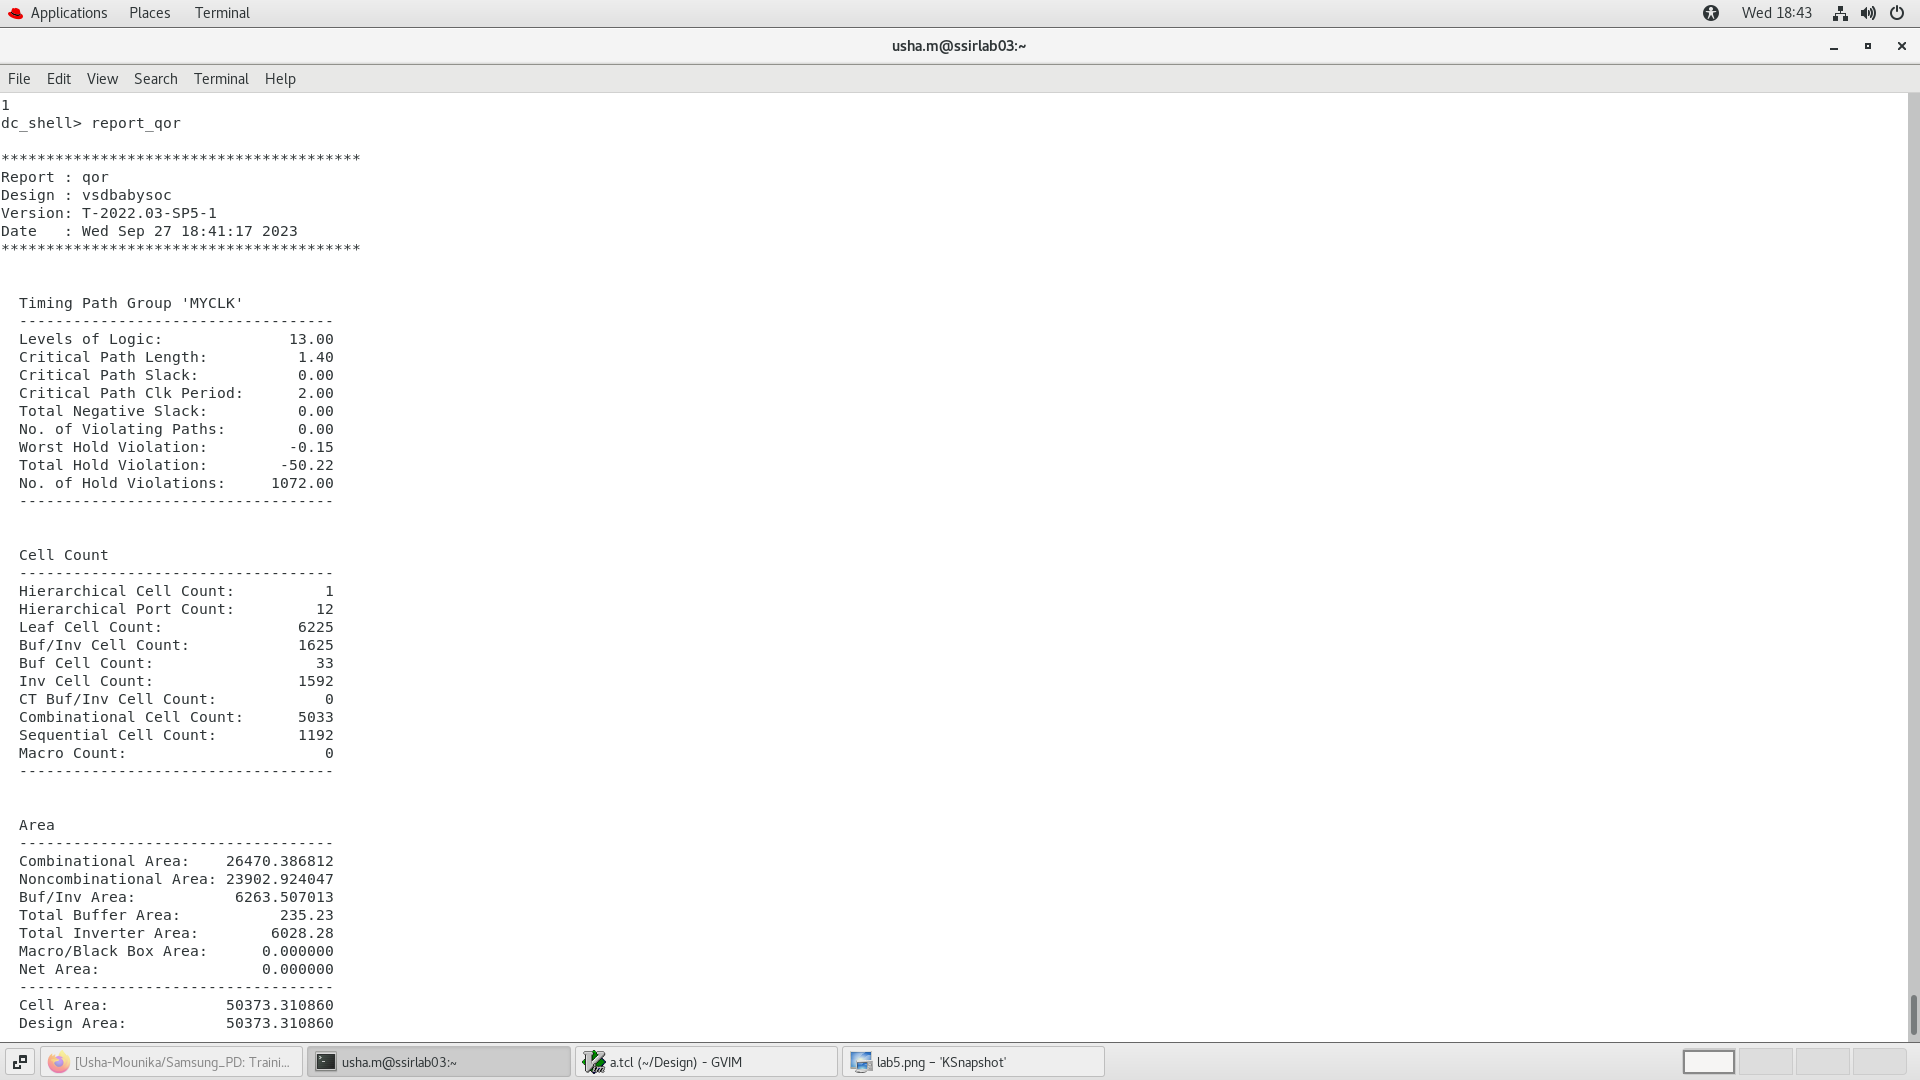 Applications Places Terminal Wed 18:43
usha.m@ssirlab03:~
File Edit View Search Terminal Help
1
dc_shell> report_qor
****************************************
Report : qor
Design : vsdbabysoc
Version: T-2022.03-SP5-1
Date   : Wed Sep 27 18:41:17 2023
****************************************
Timing Path Group 'MYCLK'
-----------------------------------
Levels of Logic: 13.00
Critical Path Length: 1.40
Critical Path Slack: 0.00
Critical Path Clk Period: 2.00
Total Negative Slack: 0.00
No. of Violating Paths: 0.00
Worst Hold Violation: -0.15
Total Hold Violation: -50.22
No. of Hold Violations: 1072.00
-----------------------------------
Cell Count
-----------------------------------
Hierarchical Cell Count: 1
Hierarchical Port Count: 12
Leaf Cell Count: 6225
Buf/Inv Cell Count: 1625
Buf Cell Count: 33
Inv Cell Count: 1592
CT Buf/Inv Cell Count: 0
Combinational Cell Count: 5033
Sequential Cell Count: 1192
Macro Count: 0
-----------------------------------
Area
-----------------------------------
Combinational Area: 26470.386812
Noncombinational Area: 23902.924047
Buf/Inv Area: 6263.507013
Total Buffer Area: 235.23
Total Inverter Area: 6028.28
Macro/Black Box Area: 0.000000
Net Area: 0.000000
-----------------------------------
Cell Area: 50373.310860
Design Area: 50373.310860
[Usha-Mounika/Samsung_PD: Traini... usha.m@ssirlab03:~ a.tcl (~/Design) - GVIM lab5.png – 'KSnapshot'